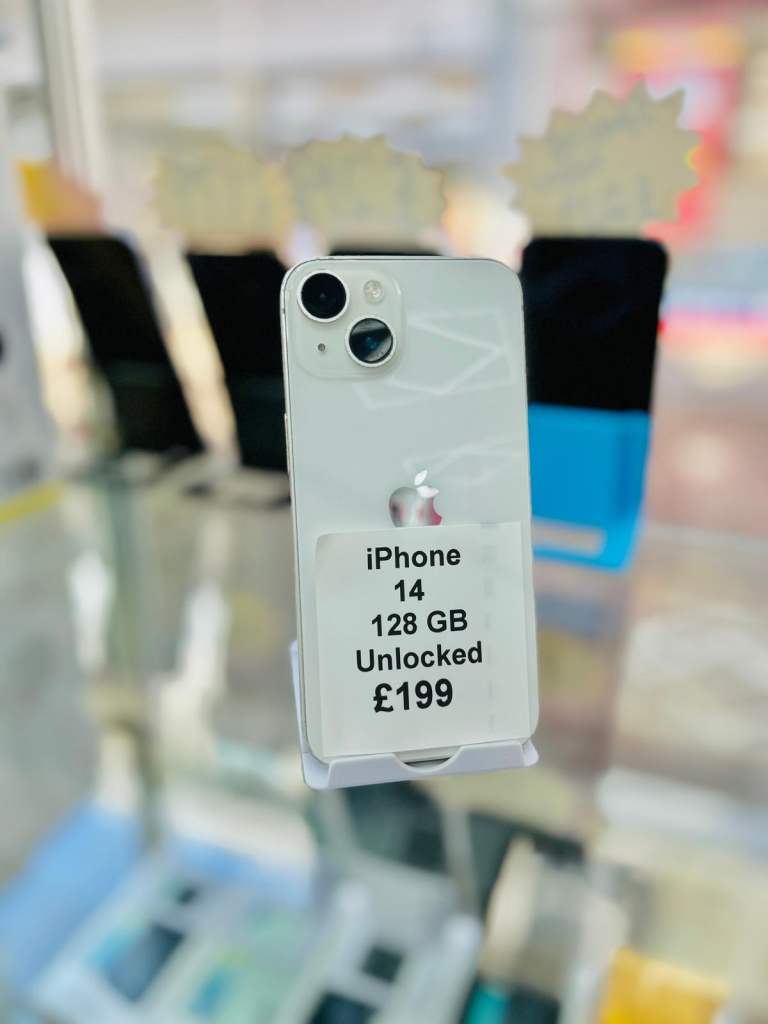 iPhone
14
128 GB
Unlocked
£199